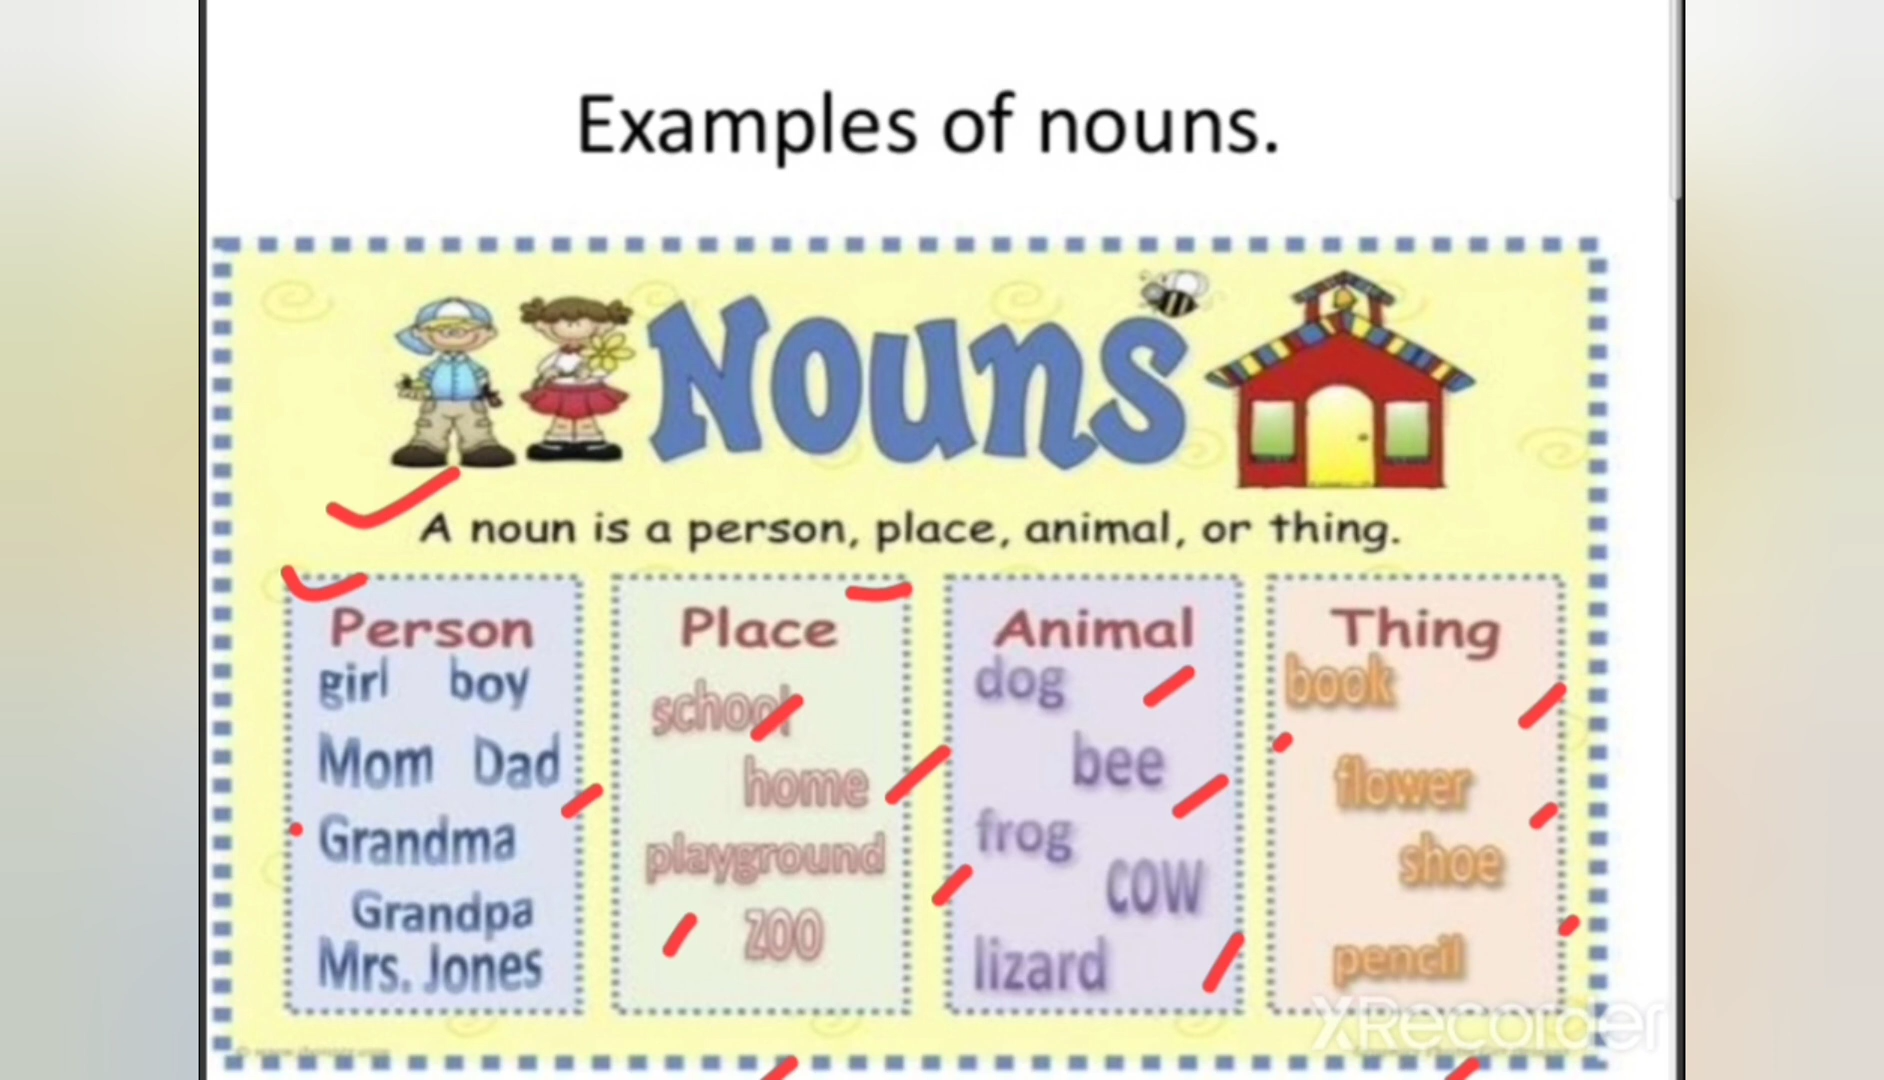 Examples of nouns.
Nouns
A noun is a person, place, animal, or thing.
Person
girl boy
Mom Dad
Grandma
Grandpa
Mrs. Jones
Place
school
home
playground
zoo
Animal
dog
bee
frog
cow
lizard
Thing
book
flower
shoe
pencil
XRecorder